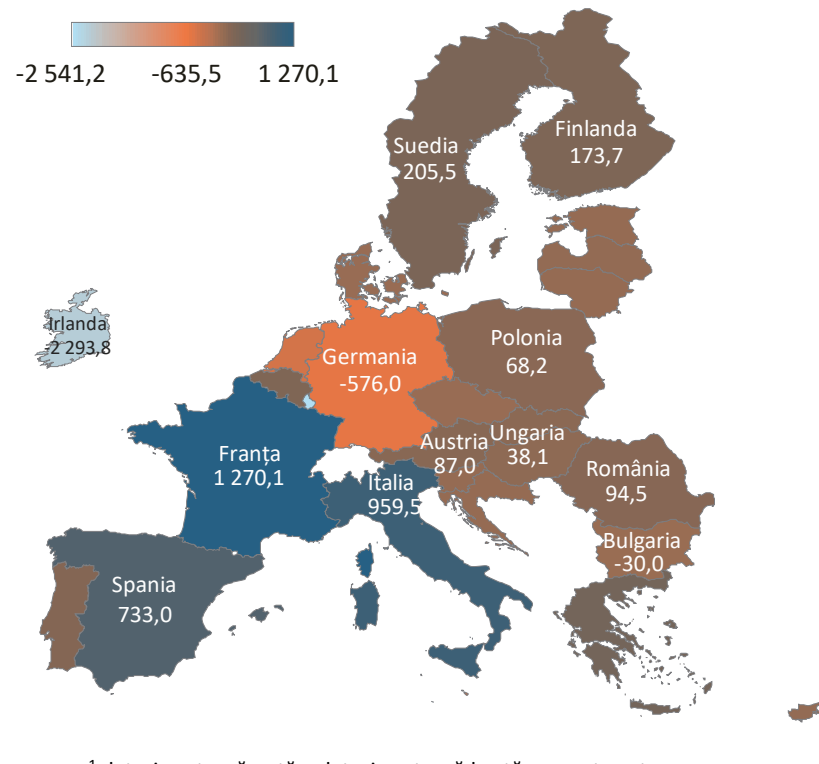 -2 541,2 -635,5 1 270,1
Finlanda
173,7
Suedia
205,5
Irlanda
-2 293,8
Polonia
68,2
Germania
-576,0
Ungaria
38,1
Austria
87,0
Franța
1 270,1
România
94,5
Italia
959,5
Bulgaria
-30,0
Spania
733,0